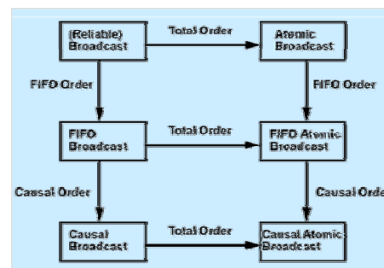 (Reliable)
Broadcast
Total Order
Atomic
Broadcast
FIFO Order
FIFO Order
FIFO
Broadcast
Total Order
FIFO Atomic
Broadcast
Causal Order
Causal Orde
Causal
Broadcast
Total Order
Causal Atomic
Broadcast